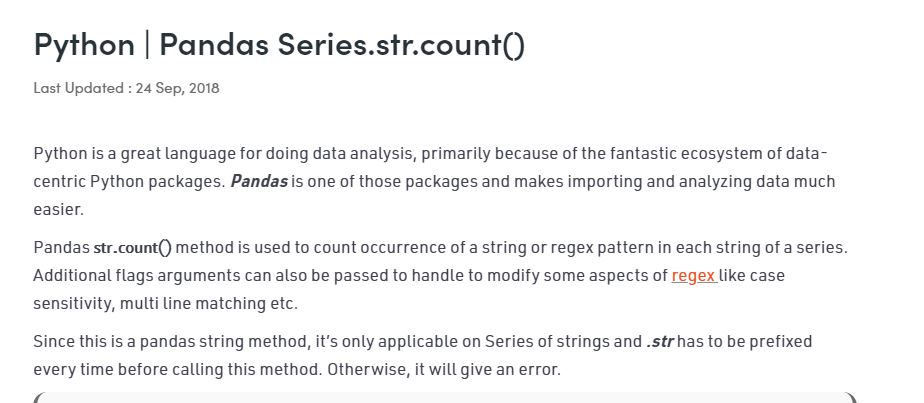 Python | Pandas Series.str.count()
Last Updated : 24 Sep, 2018
Python is a great language for doing data analysis, primarily because of the fantastic ecosystem of data-
centric Python packages. Pandas is one of those packages and makes importing and analyzing data much
easier.
Pandas str.count() method is used to count occurrence of a string or regex pattern in each string of a series.
Additional flags arguments can also be passed to handle to modify some aspects of regex like case
sensitivity, multi line matching etc.
Since this is a pandas string method, it's only applicable on Series of strings and .str has to be prefixed
every time before calling this method. Otherwise, it will give an error.